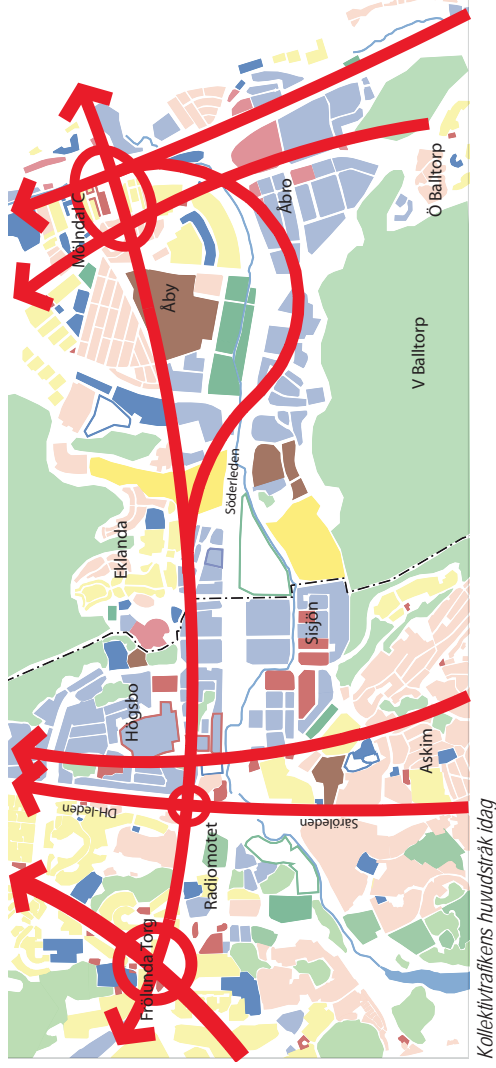 Mölndal C
Åby
Åbro
Ö Balltorp
V Balltorp
Söderleden
Eklanda
Sisjön
Högsbo
DH-leden
Askim
Säröleden
Radiomotet
Frölunda Torg
Kollektivtrafikens huvudstråk idag